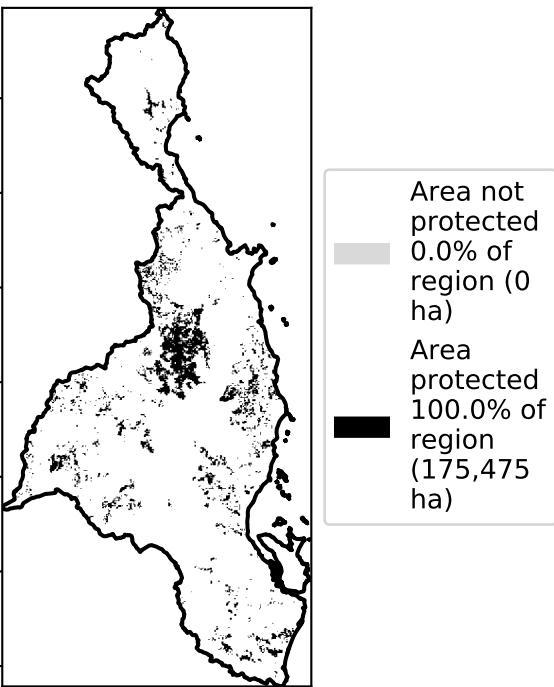 Area not
protected
0.0% of
region (0
ha)
Area
protected
100.0% of
region
(175,475
ha)